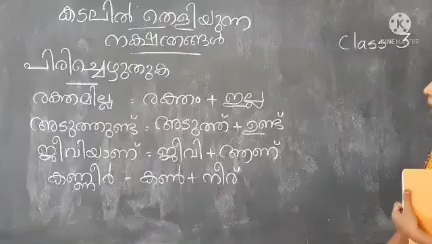 കടലിൽ തെളിയുന്ന
നക്ഷത്രങ്ങൾ
Class 3
പിരിച്ചെഴുതുക
രക്തമില്ല = രക്തം + ഇല്ല
അടുത്തുണ്ട് = അടുത്ത് + ഉണ്ട്
ജീവിയാണ് = ജീവി + ആണ്
കണ്ണീർ = കൺ + നീര്